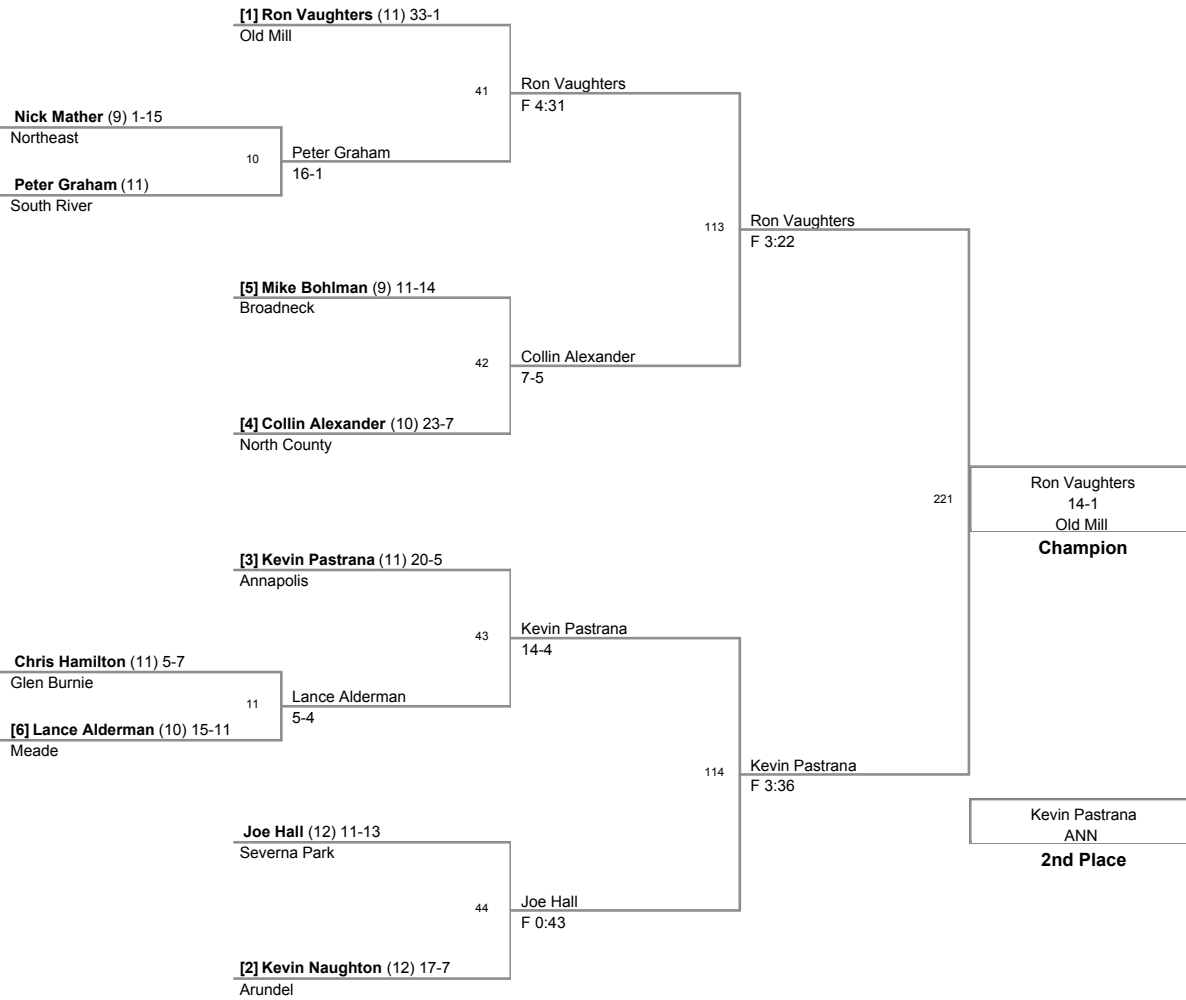 [1] Ron Vaughters (11) 33-1
Old Mill
41
Ron Vaughters
F 4:31
Nick Mather (9) 1-15
Northeast
10
Peter Graham
16-1
Peter Graham (11)
South River
113
Ron Vaughters
F 3:22
[5] Mike Bohlman (9) 11-14
Broadneck
42
Collin Alexander
7-5
[4] Collin Alexander (10) 23-7
North County
221
Ron Vaughters
14-1
Old Mill
Champion
[3] Kevin Pastrana (11) 20-5
Annapolis
43
Kevin Pastrana
14-4
Chris Hamilton (11) 5-7
Glen Burnie
11
Lance Alderman
5-4
[6] Lance Alderman (10) 15-11
Meade
114
Kevin Pastrana
F 3:36
Kevin Pastrana
ANN
2nd Place
Joe Hall (12) 11-13
Severna Park
44
Joe Hall
F 0:43
[2] Kevin Naughton (12) 17-7
Arundel